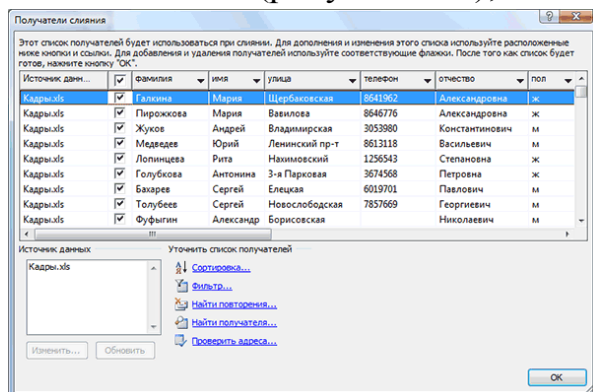 Получатели слияния
Этот список получателей будет использоваться при слиянии. Для дополнения и изменения этого списка используйте расположенные
ниже кнопки и ссылки. Для добавления и удаления получателей используйте соответствующие флажки. После того как список будет
готов, нажмите кнопку "ОК".
Источник данн... фамилия имя улица телефон отчество пол
Кадры.xls Галкина Мария Щербаковская 8641962 Александровна ж
Кадры.xls Пирожкова Мария Вавилова 8646776 Александровна ж
Кадры.xls Жуков Андрей Владимирская 3053980 Константинович м
Кадры.xls Медведев Юрий Ленинский пр-т 8613118 Васильевич м
Кадры.xls Лопинцева Рита Нахимовский 1256543 Степановна ж
Кадры.xls Голубкова Антонина 3-я Парковая 3674568 Петровна ж
Кадры.xls Бахарев Сергей Елецкая 6019701 Павлович м
Кадры.xls Толубеев Сергей Новослободская 7857669 Георгиевич м
Кадры.xls Фуфыгин Александр Борисовская Николаевич м
Источник данных Уточнить список получателей
Кадры.xls
Сортировка...
Фильтр...
Найти повторения...
Найти получателя...
Проверить адреса...
Изменить... Обновить
ОК